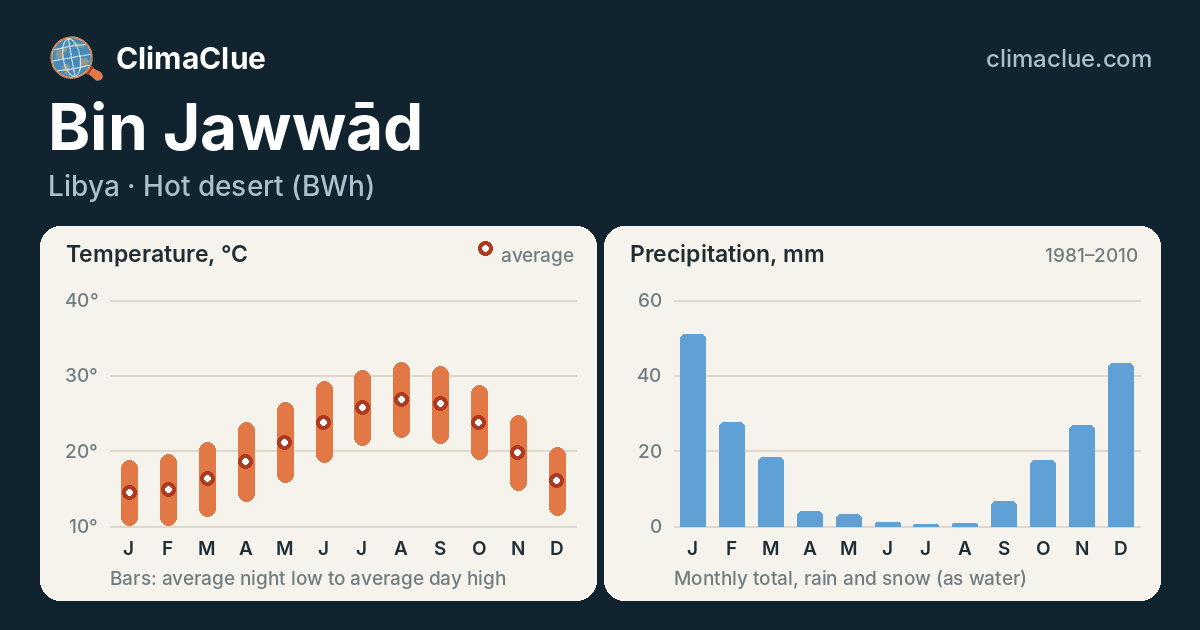 ClimaClue
climaclue.com
Bin Jawwād
Libya · Hot desert (BWh)
Temperature, °C
average
40°
30°
20°
10°
J F M A M J J A S O N D
Bars: average night low to average day high
Precipitation, mm
1981–2010
60
40
20
0
J F M A M J J A S O N D
Monthly total, rain and snow (as water)